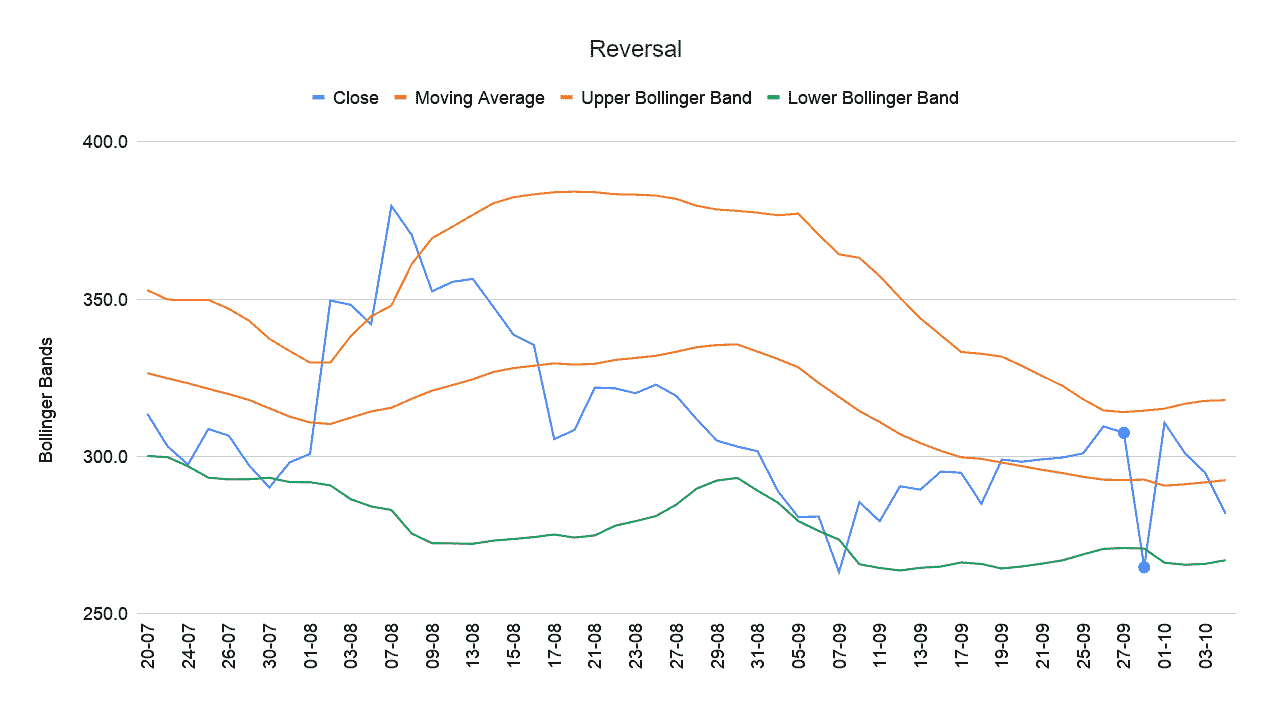 Reversal
Close Moving Average Upper Bollinger Band Lower Bollinger Band
400.0
350.0
300.0
250.0
Bollinger Bands
20-07 24-07 26-07 30-07 01-08 03-08 07-08 09-08 13-08 15-08 17-08 21-08 23-08 27-08 29-08 31-08 05-09 07-09 11-09 13-09 17-09 19-09 21-09 25-09 27-09 01-10 03-10